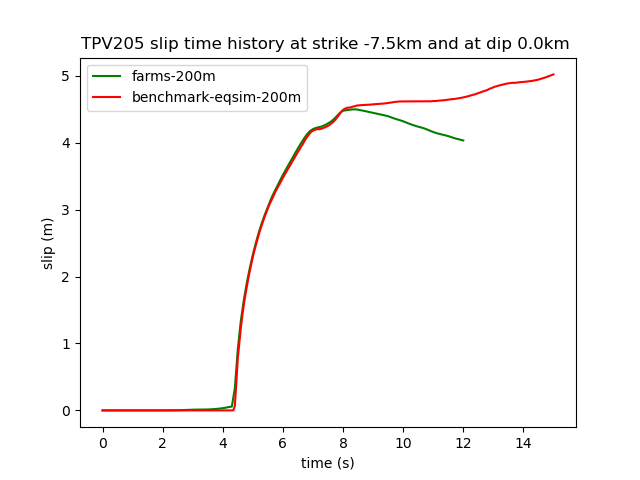 TPV205 slip time history at strike -7.5km and at dip 0.0km
farms-200m
benchmark-eqsim-200m
5
4
3
2
1
0
slip (m)
0 2 4 6 8 10 12 14
time (s)